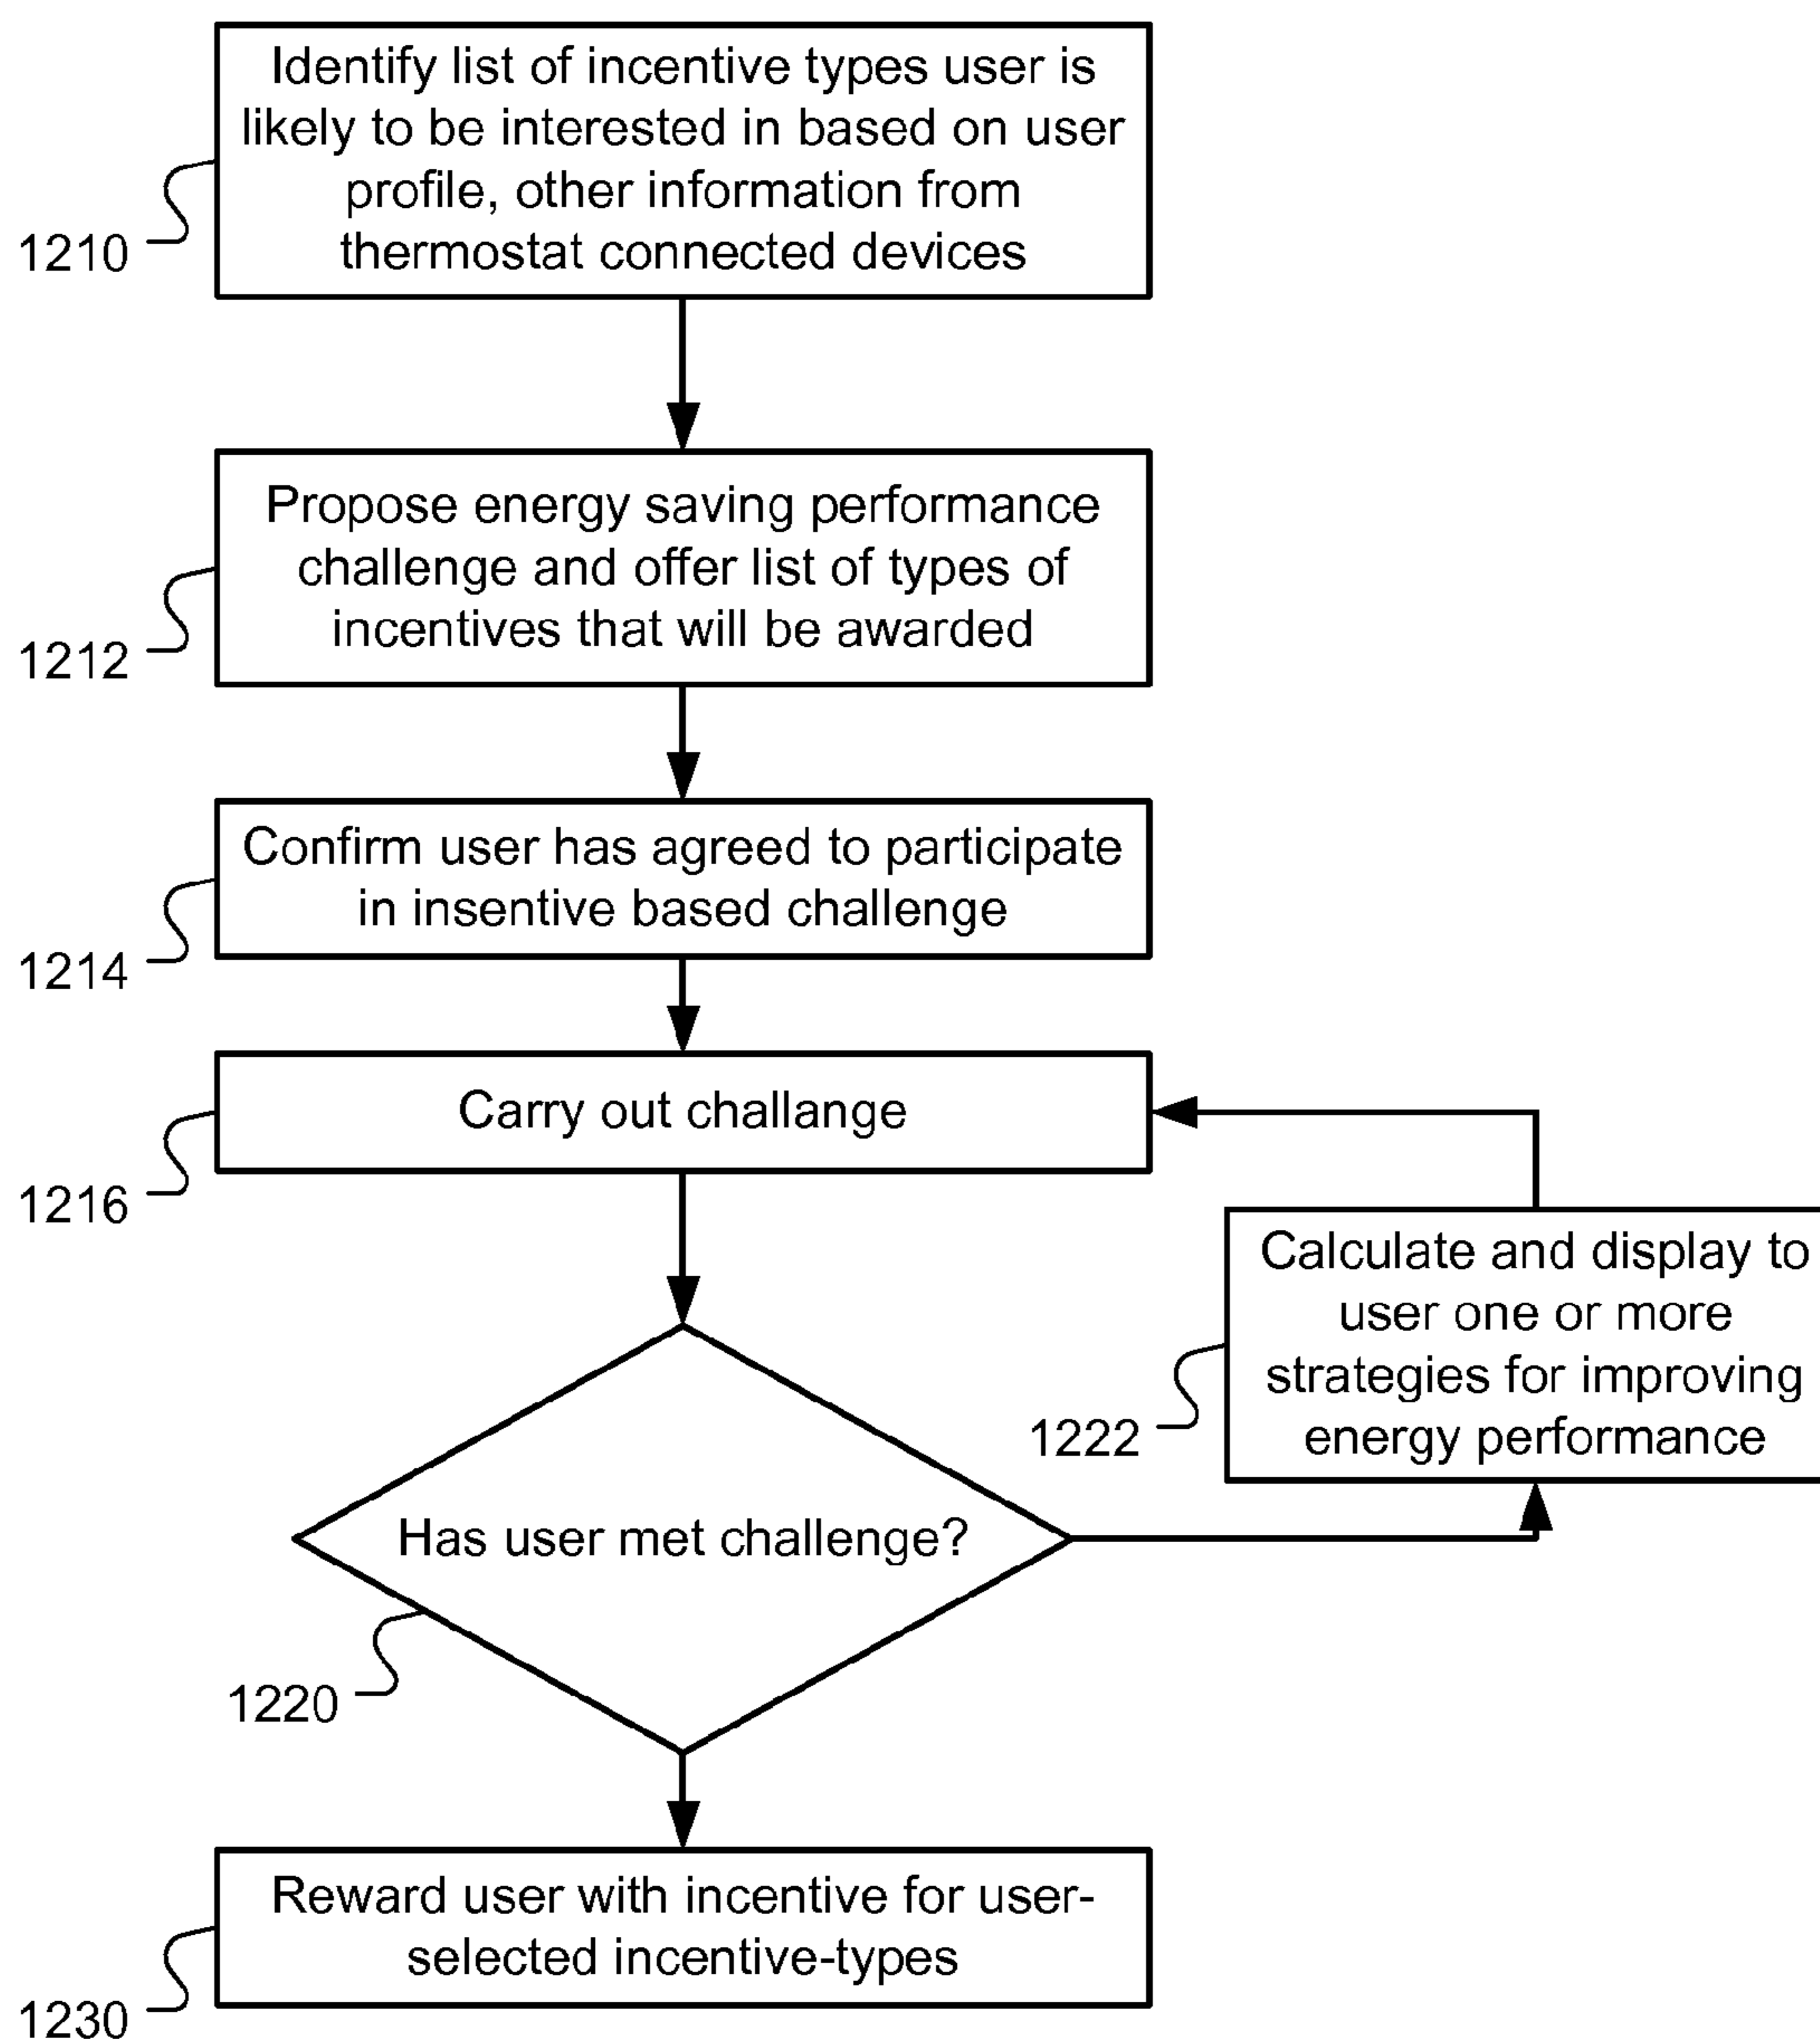 Identify list of incentive types user is
likely to be interested in based on user
profile, other information from
thermostat connected devices
1210
Propose energy saving performance
challenge and offer list of types of
incentives that will be awarded
1212
Confirm user has agreed to participate
in insentive based challenge
1214
Carry out challange
1216
Calculate and display to
user one or more
strategies for improving
energy performance
1222
Has user met challenge?
1220
Reward user with incentive for user-
selected incentive-types
1230